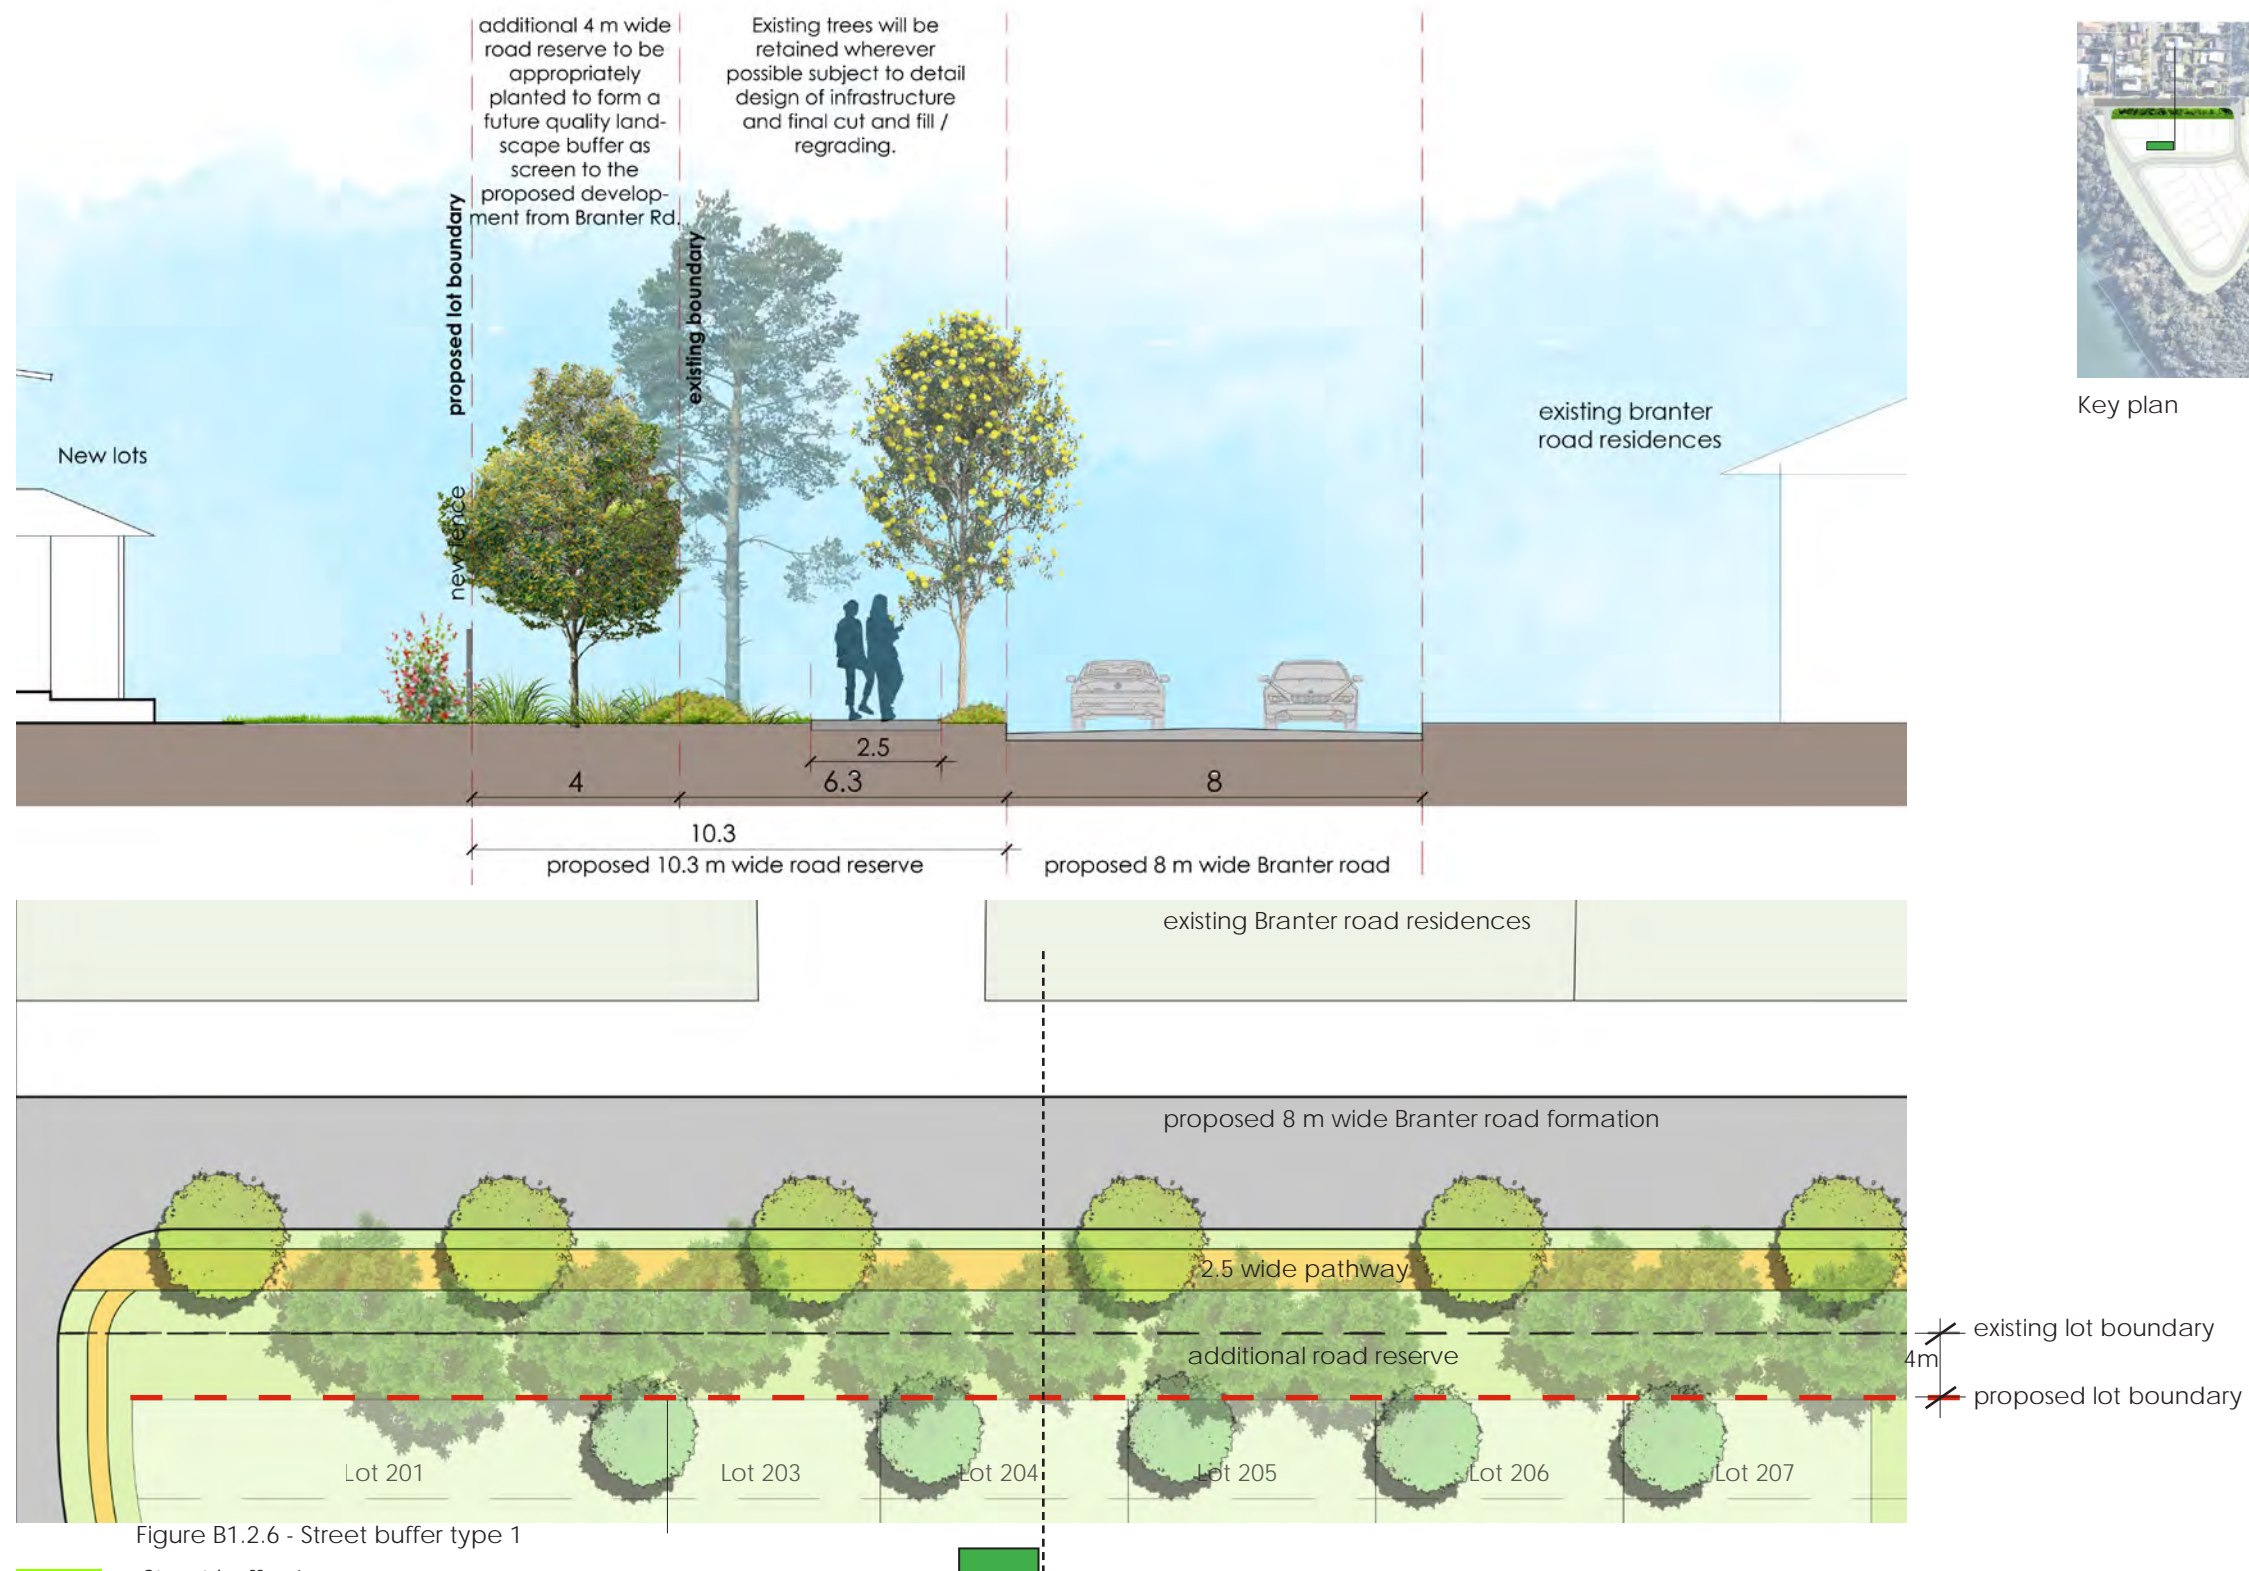 additional 4 m wide
road reserve to be
appropriately
planted to form a
future quality land-
scape buffer as
screen to the
proposed develop-
ment from Branter Rd.
Existing trees will be
retained wherever
possible subject to detail
design of infrastructure
and final cut and fill /
regrading.
proposed lot boundary
existing boundary
new fence
New lots
existing branter
road residences
Key plan
2.5
4
6.3
8
10.3
proposed 10.3 m wide road reserve
proposed 8 m wide Branter road
existing Branter road residences
proposed 8 m wide Branter road formation
2.5 wide pathway
existing lot boundary
additional road reserve
4m
proposed lot boundary
Lot 201
Lot 203
Lot 204
Lot 205
Lot 206
Lot 207
Figure B1.2.6 - Street buffer type 1